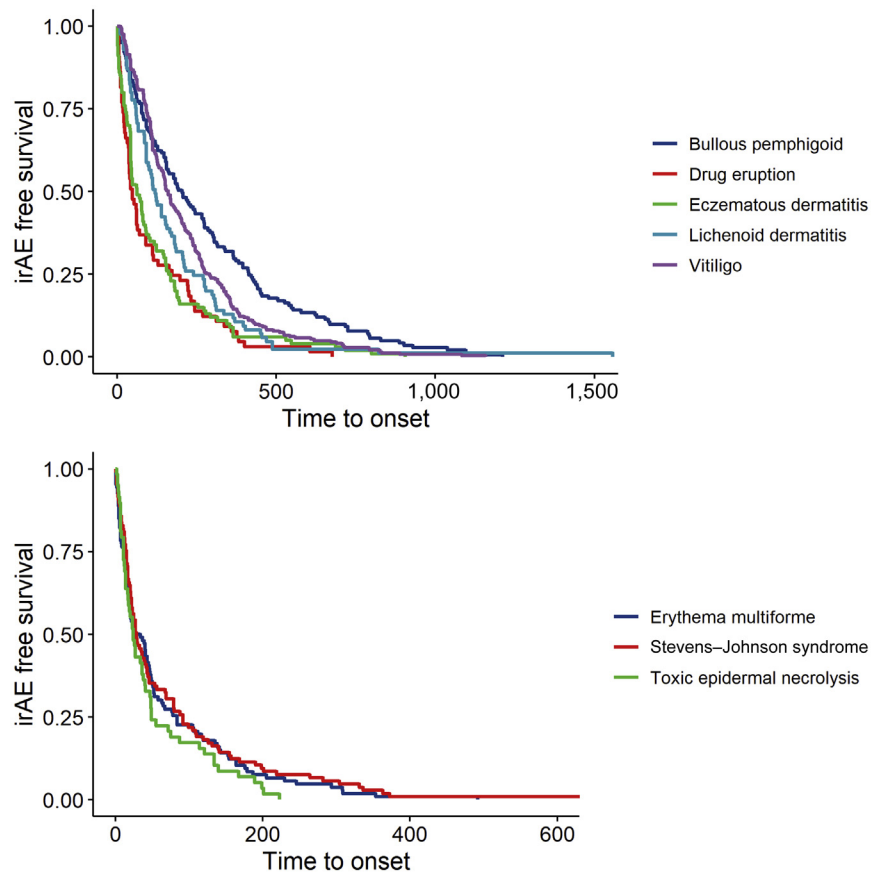 1.00
0.75
0.50
0.25
0.00
irAE free survival
0
500
1,000
1,500
Time to onset
Bullous pemphigoid
Drug eruption
Eczematous dermatitis
Lichenoid dermatitis
Vitiligo
1.00
0.75
0.50
0.25
0.00
irAE free survival
0
200
400
600
Time to onset
Erythema multiforme
Stevens–Johnson syndrome
Toxic epidermal necrolysis